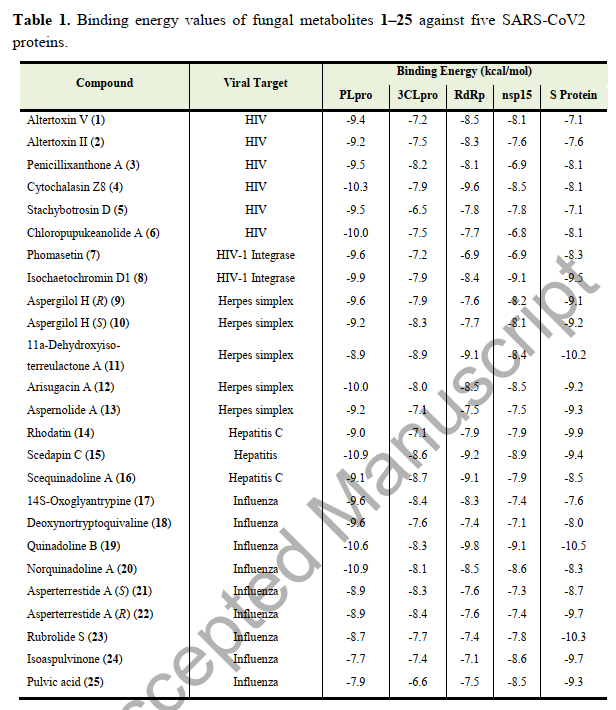 Table 1. Binding energy values of fungal metabolites 1–25 against five SARS-CoV2
proteins.
Compound Viral Target Binding Energy (kcal/mol)
PLpro 3CLpro RdRp nsp15 S Protein
Altertoxin V (1) HIV -9.4 -7.2 -8.5 -8.1 -7.1
Altertoxin II (2) HIV -9.2 -7.5 -8.3 -7.6 -7.6
Penicillixanthone A (3) HIV -9.5 -8.2 -8.1 -6.9 -8.1
Cytochalasin Z8 (4) HIV -10.3 -7.9 -9.6 -8.5 -8.1
Stachybotrosin D (5) HIV -9.5 -6.5 -7.8 -7.8 -7.1
Chloropupukeanolide A (6) HIV -10.0 -7.5 -7.7 -6.8 -8.1
Phomasetin (7) HIV-1 Integrase -9.6 -7.2 -6.9 -6.9 -8.3
Isochaetochromin D1 (8) HIV-1 Integrase -9.9 -7.9 -8.4 -9.1 -9.5
Aspergilol H (R) (9) Herpes simplex -9.6 -7.9 -7.6 -8.2 -9.1
Aspergilol H (S) (10) Herpes simplex -9.2 -8.3 -7.7 -8.1 -9.2
11a-Dehydroxyiso-
terreulactone A (11) Herpes simplex -8.9 -8.9 -9.1 -8.4 -10.2
Arisugacin A (12) Herpes simplex -10.0 -8.0 -8.5 -8.5 -9.2
Aspernolide A (13) Herpes simplex -9.2 -7.1 -7.5 -7.5 -9.3
Rhodatin (14) Hepatitis C -9.0 -7.1 -7.9 -7.9 -9.9
Scedapin C (15) Hepatitis -10.9 -8.6 -9.2 -8.9 -9.4
Scequinadoline A (16) Hepatitis C -9.1 -8.7 -9.1 -7.9 -8.5
14S-Oxoglyantrypine (17) Influenza -9.6 -8.4 -8.3 -7.4 -7.6
Deoxynortryptoquivaline (18) Influenza -9.6 -7.6 -7.4 -7.1 -8.0
Quinadoline B (19) Influenza -10.6 -8.3 -9.8 -9.1 -10.5
Norquinadoline A (20) Influenza -10.9 -8.1 -8.5 -8.6 -8.3
Asperterrestide A (S) (21) Influenza -8.9 -8.3 -7.6 -7.3 -8.7
Asperterrestide A (R) (22) Influenza -8.9 -8.4 -7.6 -7.4 -9.7
Rubrolide S (23) Influenza -8.7 -7.7 -7.4 -7.8 -10.3
Isoaspulvinone (24) Influenza -7.7 -7.4 -7.1 -8.6 -9.7
Pulvic acid (25) Influenza -7.9 -6.6 -7.5 -8.5 -9.3
ccepted Manuscript